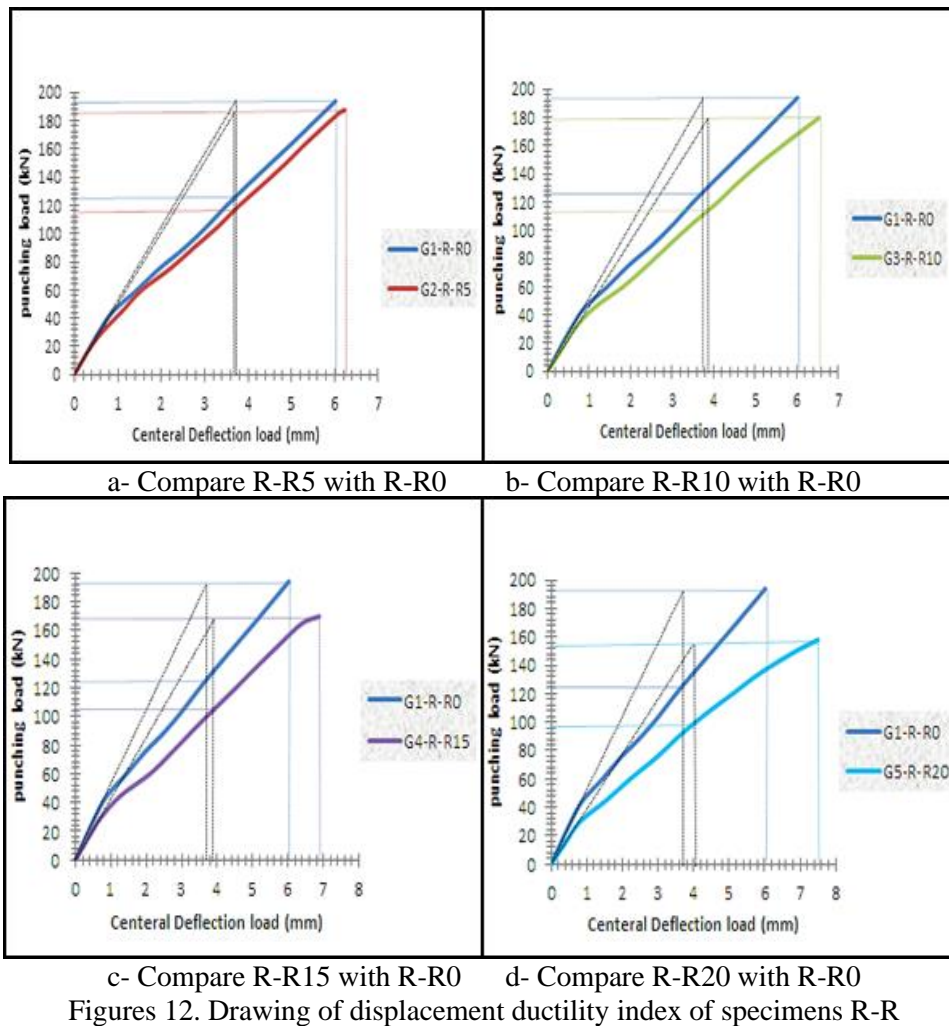 punching load (kN)
200
180
160
140
120
100
80
60
40
20
0
0 1 2 3 4 5 6 7
Centeral Deflection load (mm)
G1-R-R0
G2-R-R5
punching load (kN)
200
180
160
140
120
100
80
60
40
20
0
0 1 2 3 4 5 6 7
Centeral Deflection load (mm)
G1-R-R0
G3-R-R10
a- Compare R-R5 with R-R0 b- Compare R-R10 with R-R0
punching load (kN)
200
180
160
140
120
100
80
60
40
20
0
0 1 2 3 4 5 6 7 8
Centeral Deflection load (mm)
G1-R-R0
G4-R-R15
punching load (kN)
200
180
160
140
120
100
80
60
40
20
0
0 1 2 3 4 5 6 7 8
Centeral Deflection load (mm)
G1-R-R0
G5-R-R20
c- Compare R-R15 with R-R0 d- Compare R-R20 with R-R0
Figures 12. Drawing of displacement ductility index of specimens R-R